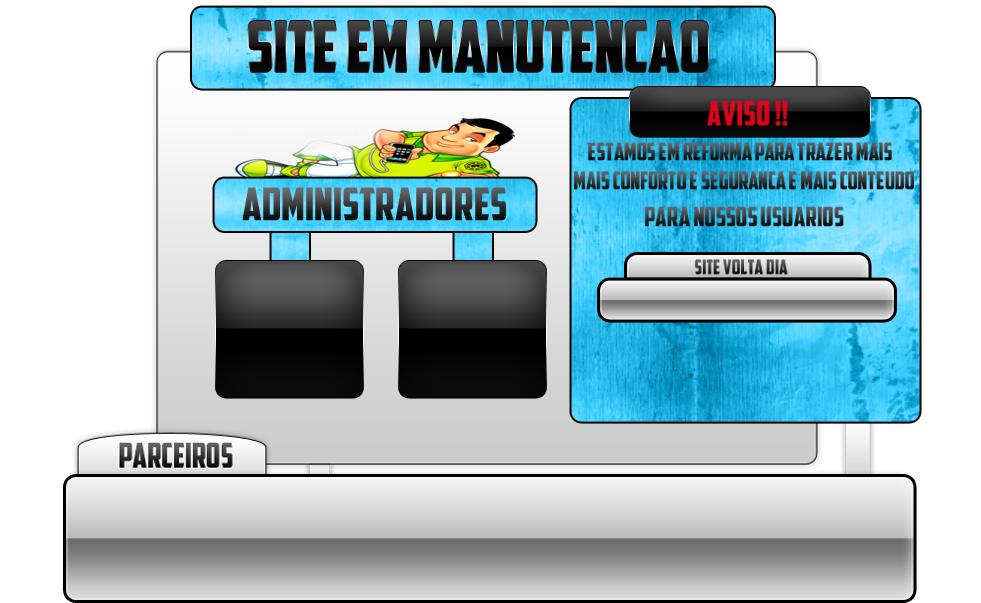 SITE EM MANUTENCAO
AVISO !!
ESTAMOS EM REFORMA PARA TRAZER MAIS
MAIS CONFORTO E SEGURANCA E MAIS CONTEUDO
PARA NOSSOS USUARIOS
ADMINISTRADORES
SITE VOLTA DIA
PARCEIROS